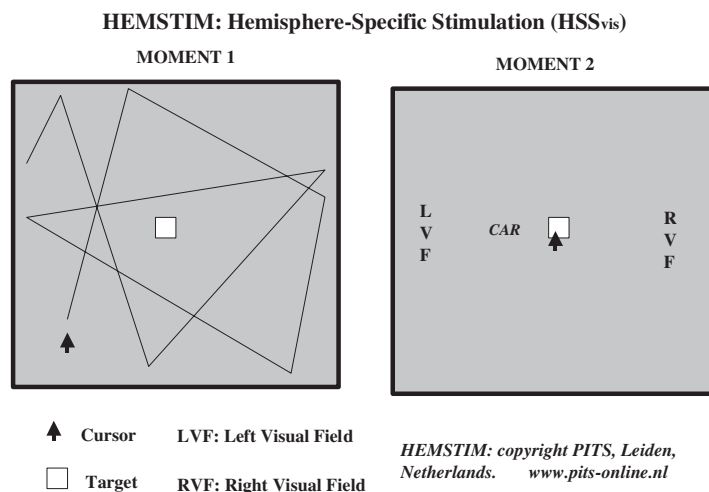 HEMSTIM: Hemisphere-Specific Stimulation (HSSvis)
MOMENT 1
MOMENT 2
L
V
F
CAR
R
V
F
Cursor
LVF: Left Visual Field
Target
RVF: Right Visual Field
HEMSTIM: copyright PITS, Leiden,
Netherlands. www.pits-online.nl